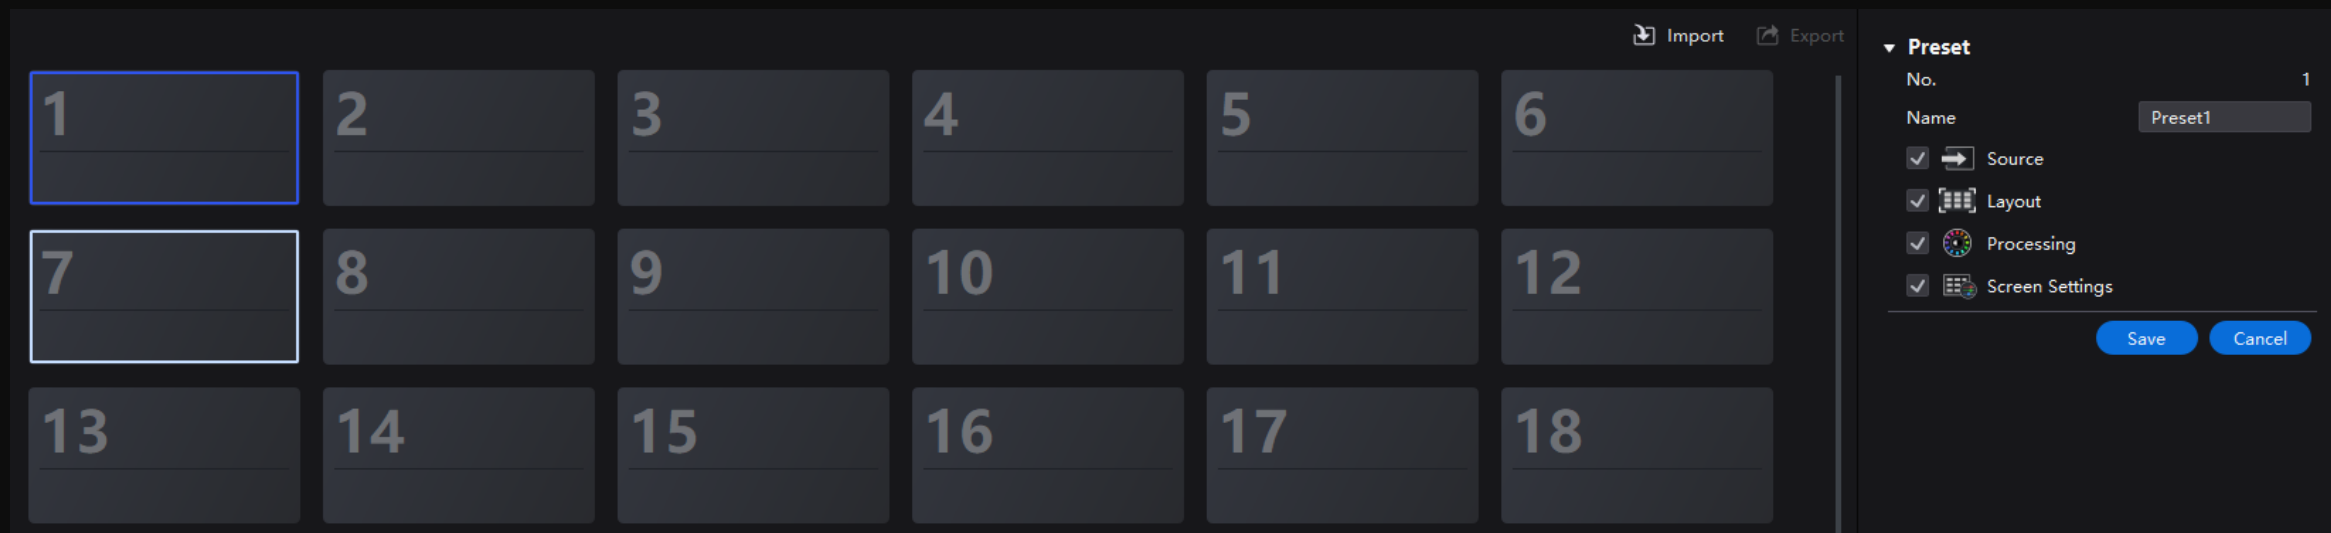 Import Export
1 2 3 4 5 6
7 8 9 10 11 12
13 14 15 16 17 18
Preset
No. 1
Name Preset1
Source
Layout
Processing
Screen Settings
Save Cancel